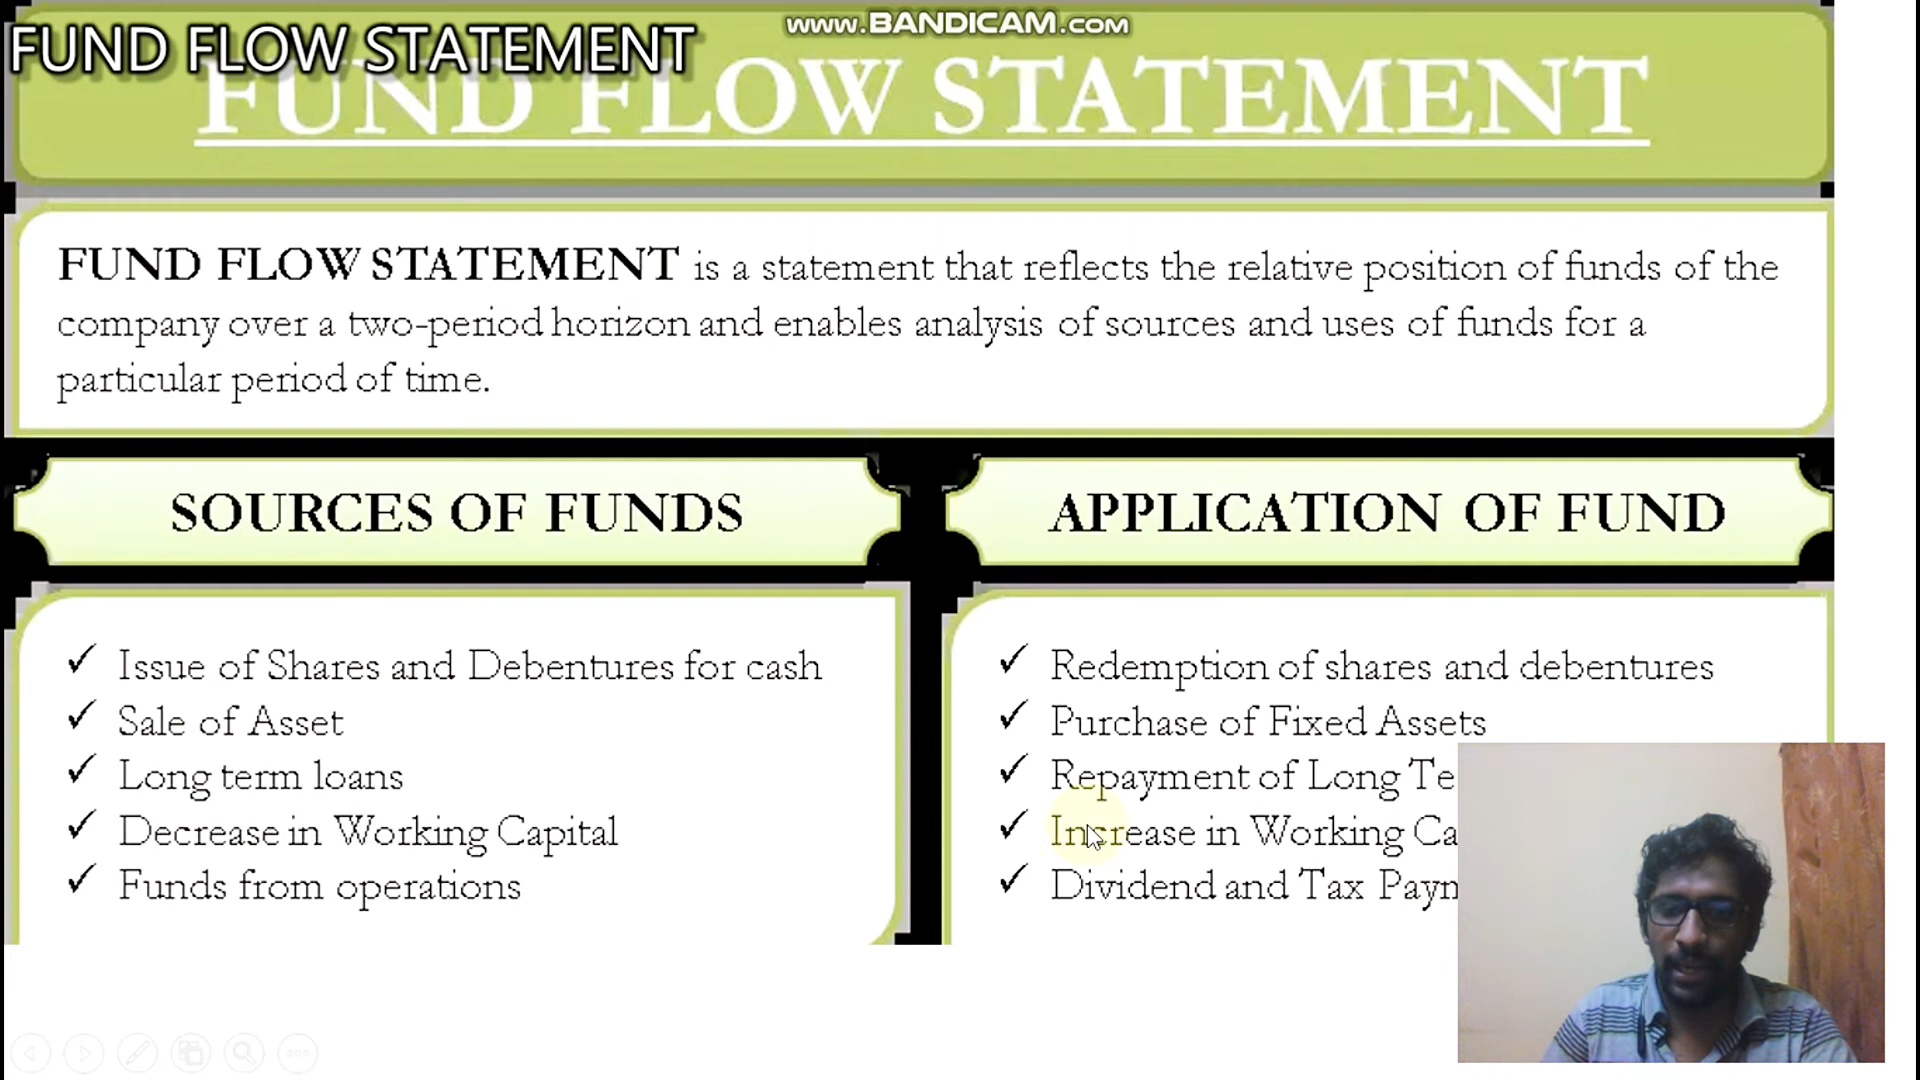 www.BANDICAM.com
FUND FLOW STATEMENT
FUND FLOW STATEMENT
FUND FLOW STATEMENT is a statement that reflects the relative position of funds of the
company over a two-period horizon and enables analysis of sources and uses of funds for a
particular period of time.
SOURCES OF FUNDS
Issue of Shares and Debentures for cash
Sale of Asset
Long term loans
Decrease in Working Capital
Funds from operations
APPLICATION OF FUND
Redemption of shares and debentures
Purchase of Fixed Assets
Repayment of Long Te
Increase in Working Ca
Dividend and Tax Paym